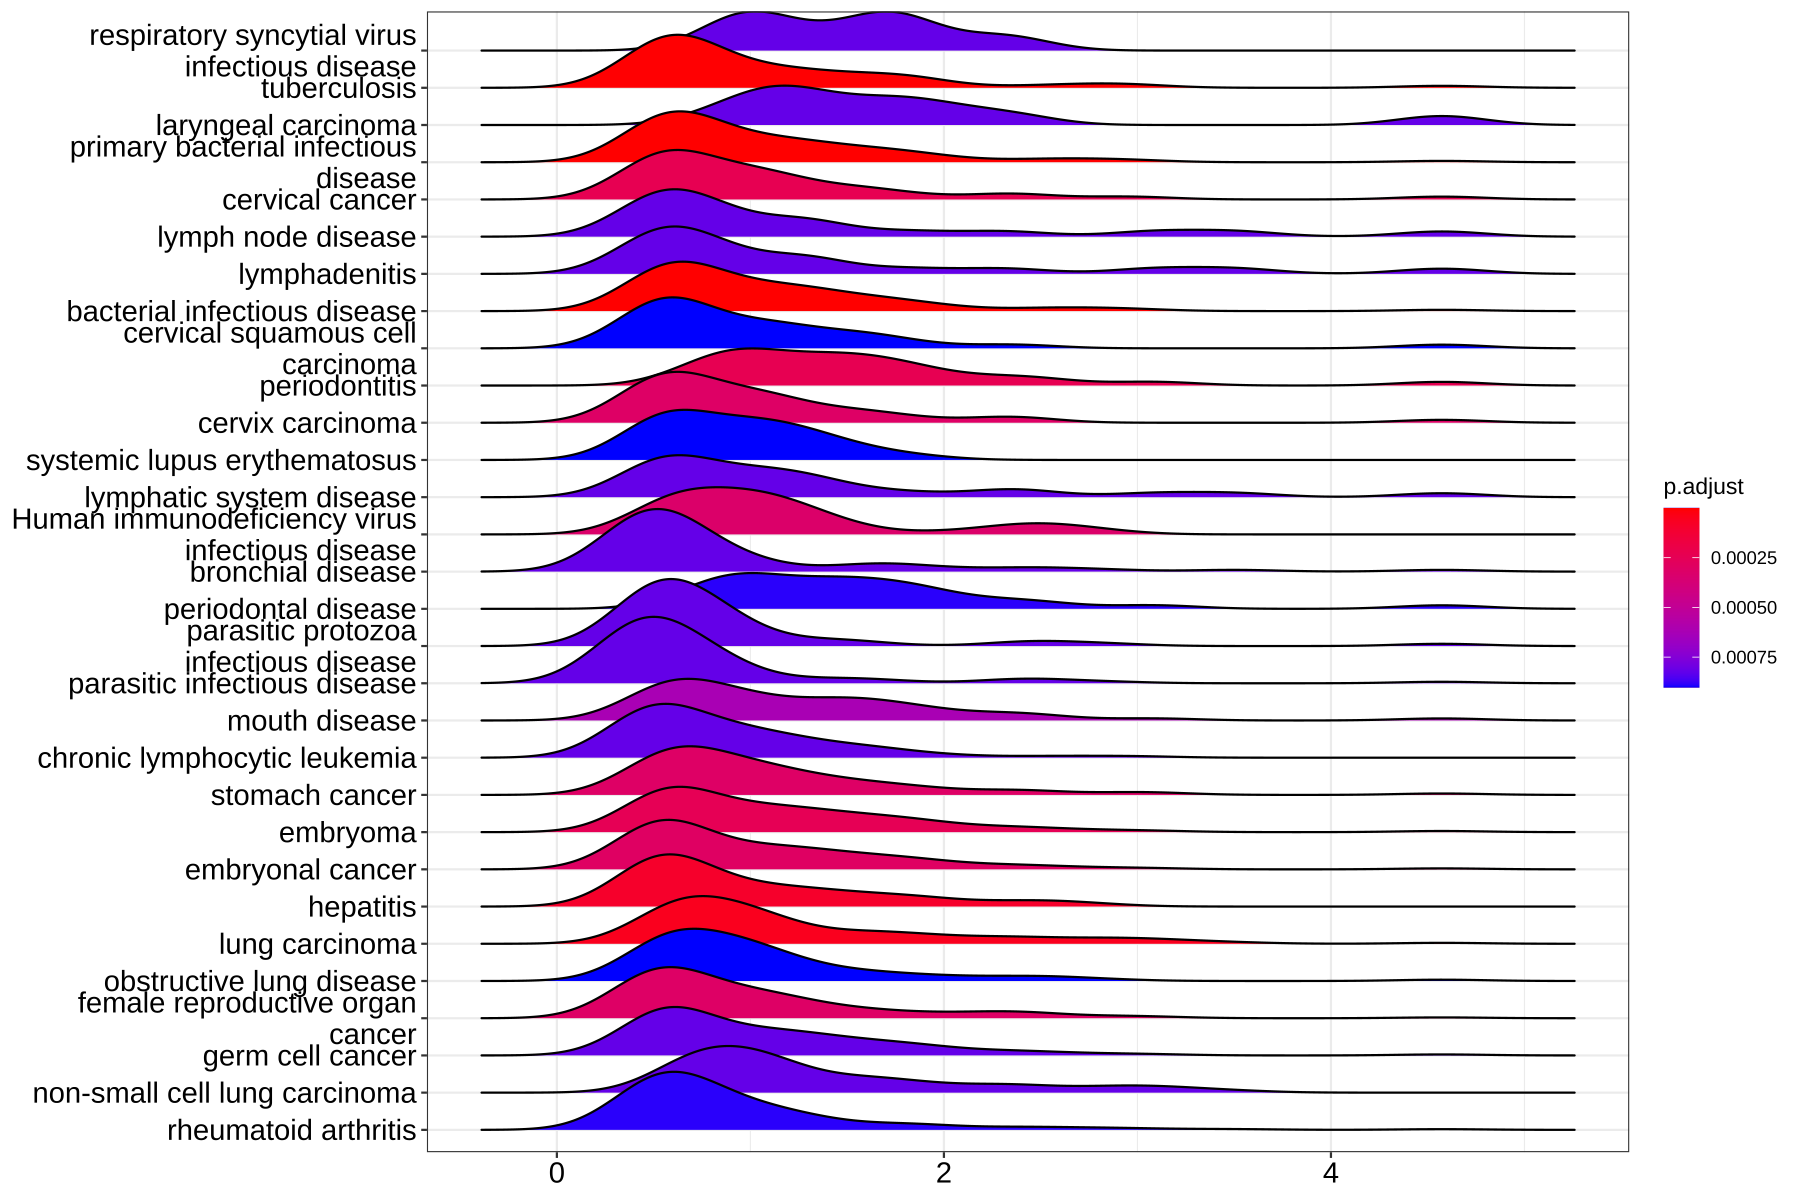 respiratory syncytial virus
infectious disease
tuberculosis
laryngeal carcinoma
primary bacterial infectious
disease
cervical cancer
lymph node disease
lymphadenitis
bacterial infectious disease
cervical squamous cell
carcinoma
periodontitis
cervix carcinoma
systemic lupus erythematosus
lymphatic system disease
Human immunodeficiency virus
infectious disease
bronchial disease
periodontal disease
parasitic protozoa
infectious disease
parasitic infectious disease
mouth disease
chronic lymphocytic leukemia
stomach cancer
embryoma
embryonal cancer
hepatitis
lung carcinoma
obstructive lung disease
female reproductive organ
cancer
germ cell cancer
non-small cell lung carcinoma
rheumatoid arthritis
0 2 4
p.adjust
0.00025
0.00050
0.00075